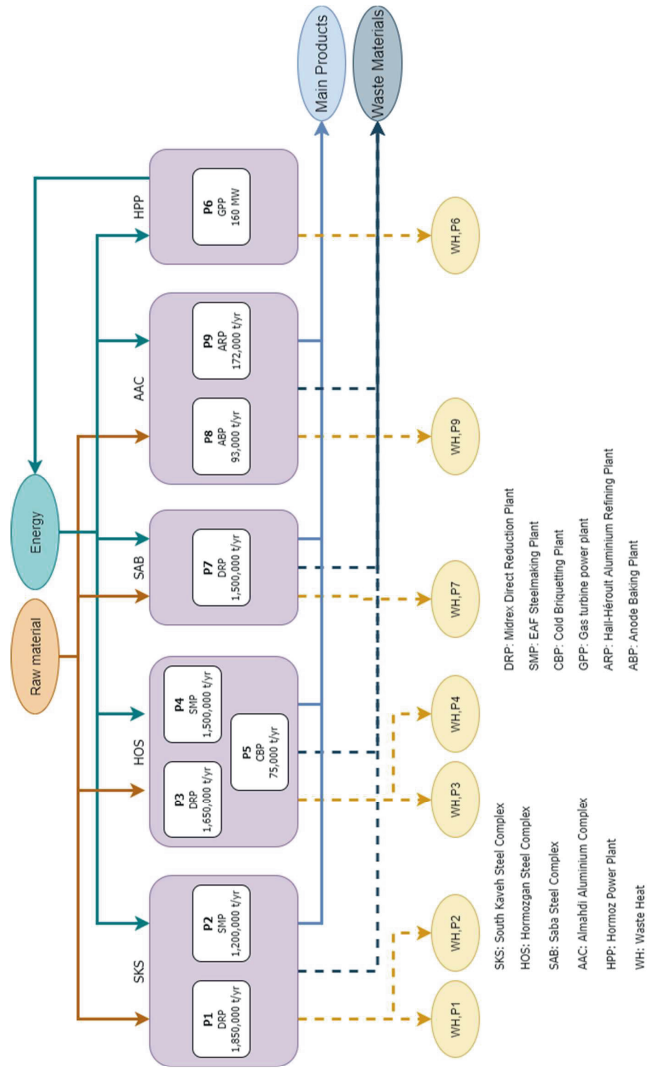 Raw material
Energy
SKS
HOS
SAB
AAC
HPP
P1
DRP
1,850,000 t/yr
P2
SMP
1,200,000 t/yr
P3
DRP
1,650,000 t/yr
P4
SMP
1,500,000 t/yr
P5
CBP
75,000 t/yr
P7
DRP
1,500,000 t/yr
P8
ABP
93,000 t/yr
P9
ARP
172,000 t/yr
P6
GPP
160 MW
Main Products
Waste Materials
WH,P1
WH,P2
WH,P3
WH,P4
WH,P7
WH,P9
WH,P6
SKS: South Kaveh Steel Complex
HOS: Hormozgan Steel Complex
SAB: Saba Steel Complex
AAC: Almahdi Aluminium Complex
HPP: Hormoz Power Plant
WH: Waste Heat
DRP: Midrex Direct Reduction Plant
SMP: EAF Steelmaking Plant
CBP: Cold Briquetting Plant
GPP: Gas turbine power plant
ARP: Hall-Héroult Aluminium Refining Plant
ABP: Anode Baking Plant